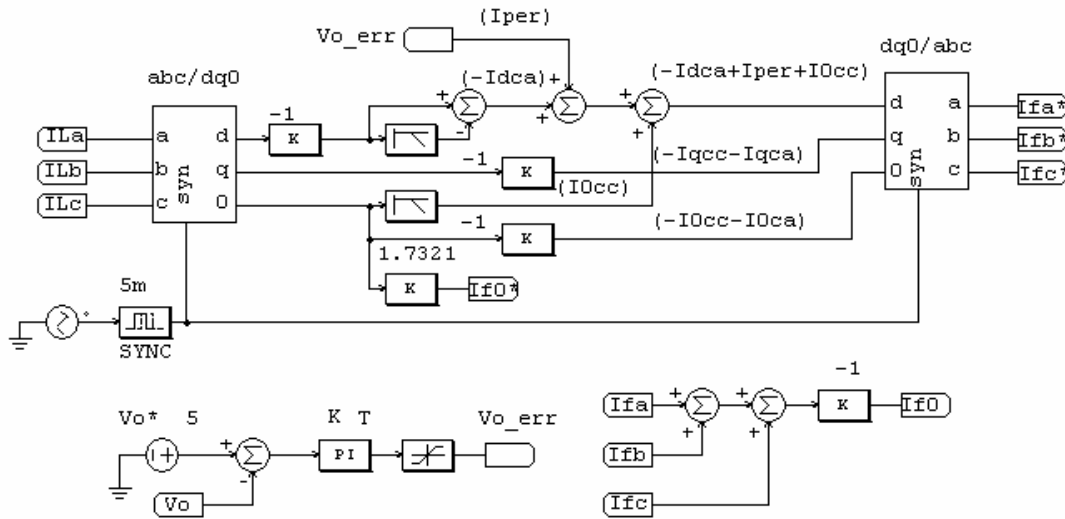 (Iper)
Vo_err
dq0/abc
abc/dq0
(-Idca)
+
(-Idca+Iper+I0cc)
-1
+
-
+
+
+
d
a
Ifa*
ILa
a
d
K
q
b
Ifb*
ILb
b
q
-1
K
(-Iqcc-Iqca)
(I0cc)
0
c
Ifc*
syn
ILc
c
0
syn
-1
K
(-I0cc-I0ca)
1.7321
K
If0*
5m
SYNC
-1
Vo* 5
K T
Vo_err
Ifa
+
+
K
If0
+
PI
-
+
+
Ifb
Vo
Ifc